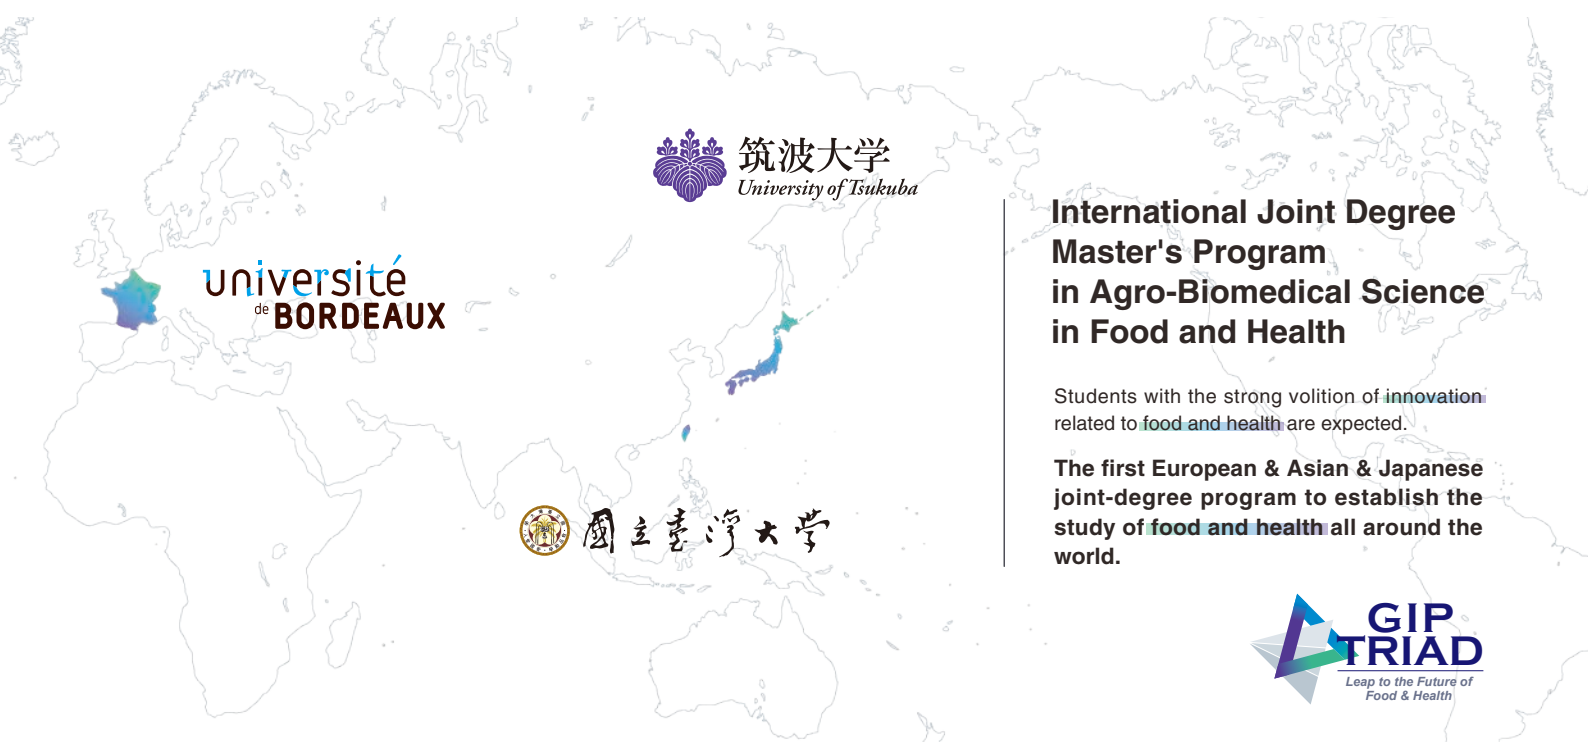 筑波大学
University of Tsukuba
université
de BORDEAUX
國立臺灣大學
International Joint Degree
Master's Program
in Agro-Biomedical Science
in Food and Health
Students with the strong volition of innovation
related to food and health are expected.
The first European & Asian & Japanese
joint-degree program to establish the
study of food and health all around the
world.
GIP
TRIAD
Leap to the Future of
Food & Health